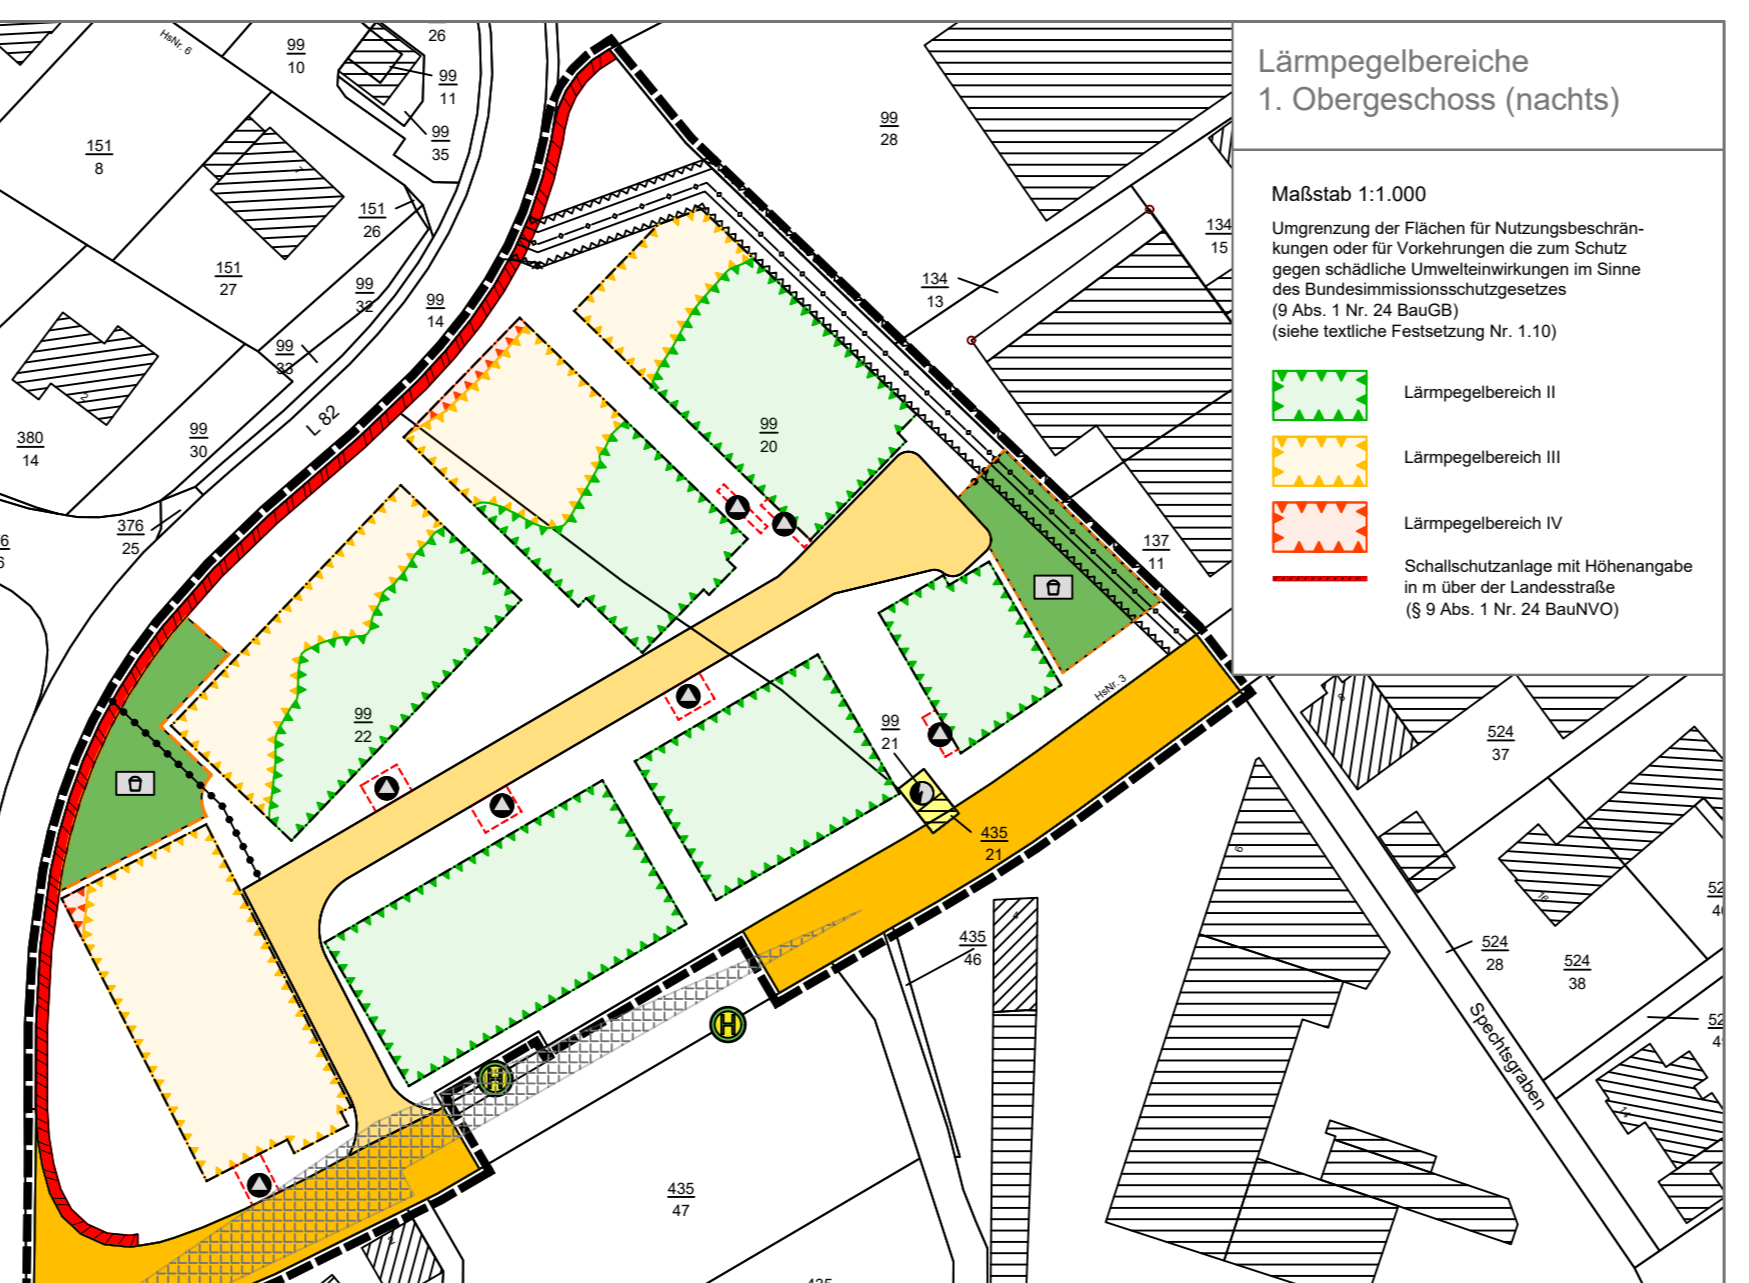 Lärmpegelbereiche
1. Obergeschoss (nachts)
Maßstab 1:1.000
Umgrenzung der Flächen für Nutzungsbeschrän-
kungen oder für Vorkehrungen die zum Schutz
gegen schädliche Umwelteinwirkungen im Sinne
des Bundesimmissionsschutzgesetzes
(9 Abs. 1 Nr. 24 BauGB)
(siehe textliche Festsetzung Nr. 1.10)
Lärmpegelbereich II
Lärmpegelbereich III
Lärmpegelbereich IV
Schallschutzanlage mit Höhenangabe
in m über der Landesstraße
(§ 9 Abs. 1 Nr. 24 BauNVO)
HsNr. 6
99
10
26
99
11
99
35
151
8
151
26
151
27
99
32
99
14
99
33
L 82
380
14
99
30
376
25
99
28
134
15
134
13
99
20
137
11
HsNr. 3
99
22
99
21
435
21
435
46
435
47
435
H
H
524
37
524
28
524
38
Spechtsgraben